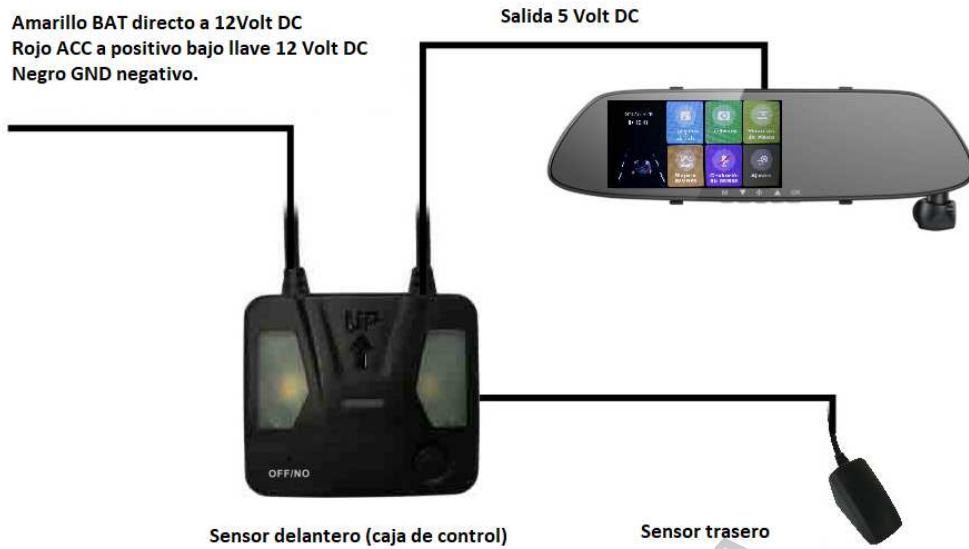 Amarillo BAT directo a 12Volt DC
Rojo ACC a positivo bajo llave 12 Volt DC
Negro GND negativo.
Salida 5 Volt DC
M
OK
UP
OFF/NO
Sensor delantero (caja de control)
Sensor trasero